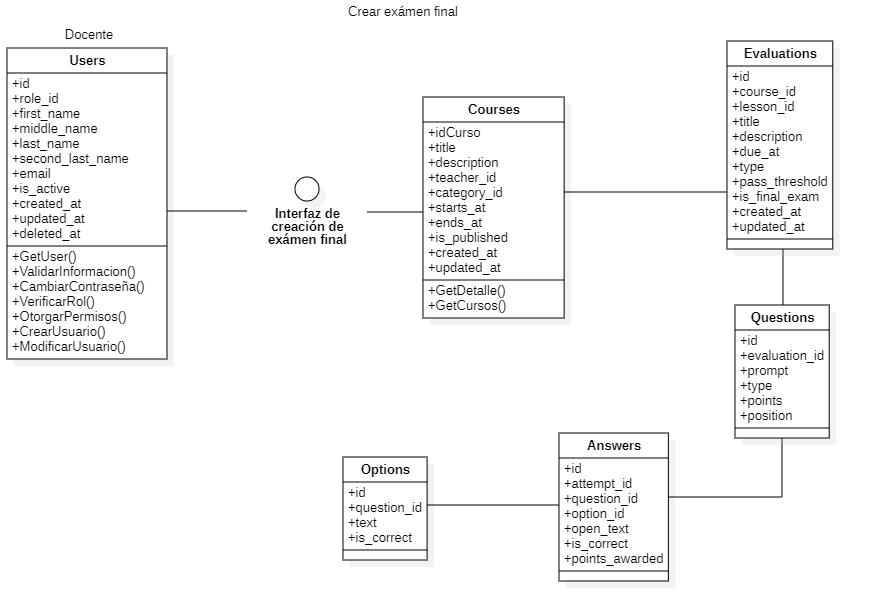 Crear exámen final
Docente
Users
+id
+role_id
+first_name
+middle_name
+last_name
+second_last_name
+email
+is_active
+created_at
+updated_at
+deleted_at
+GetUser()
+ValidarInformacion()
+CambiarContraseña()
+VerificarRol()
+OtorgarPermisos()
+CrearUsuario()
+ModificarUsuario()
Interfaz de
creación de
exámen final
Courses
+idCurso
+title
+description
+teacher_id
+category_id
+starts_at
+ends_at
+is_published
+created_at
+updated_at
+GetDetalle()
+GetCursos()
Evaluations
+id
+course_id
+lesson_id
+title
+description
+due_at
+type
+pass_threshold
+is_final_exam
+created_at
+updated_at
Questions
+id
+evaluation_id
+prompt
+type
+points
+position
Answers
+id
+attempt_id
+question_id
+option_id
+open_text
+is_correct
+points_awarded
Options
+id
+question_id
+text
+is_correct